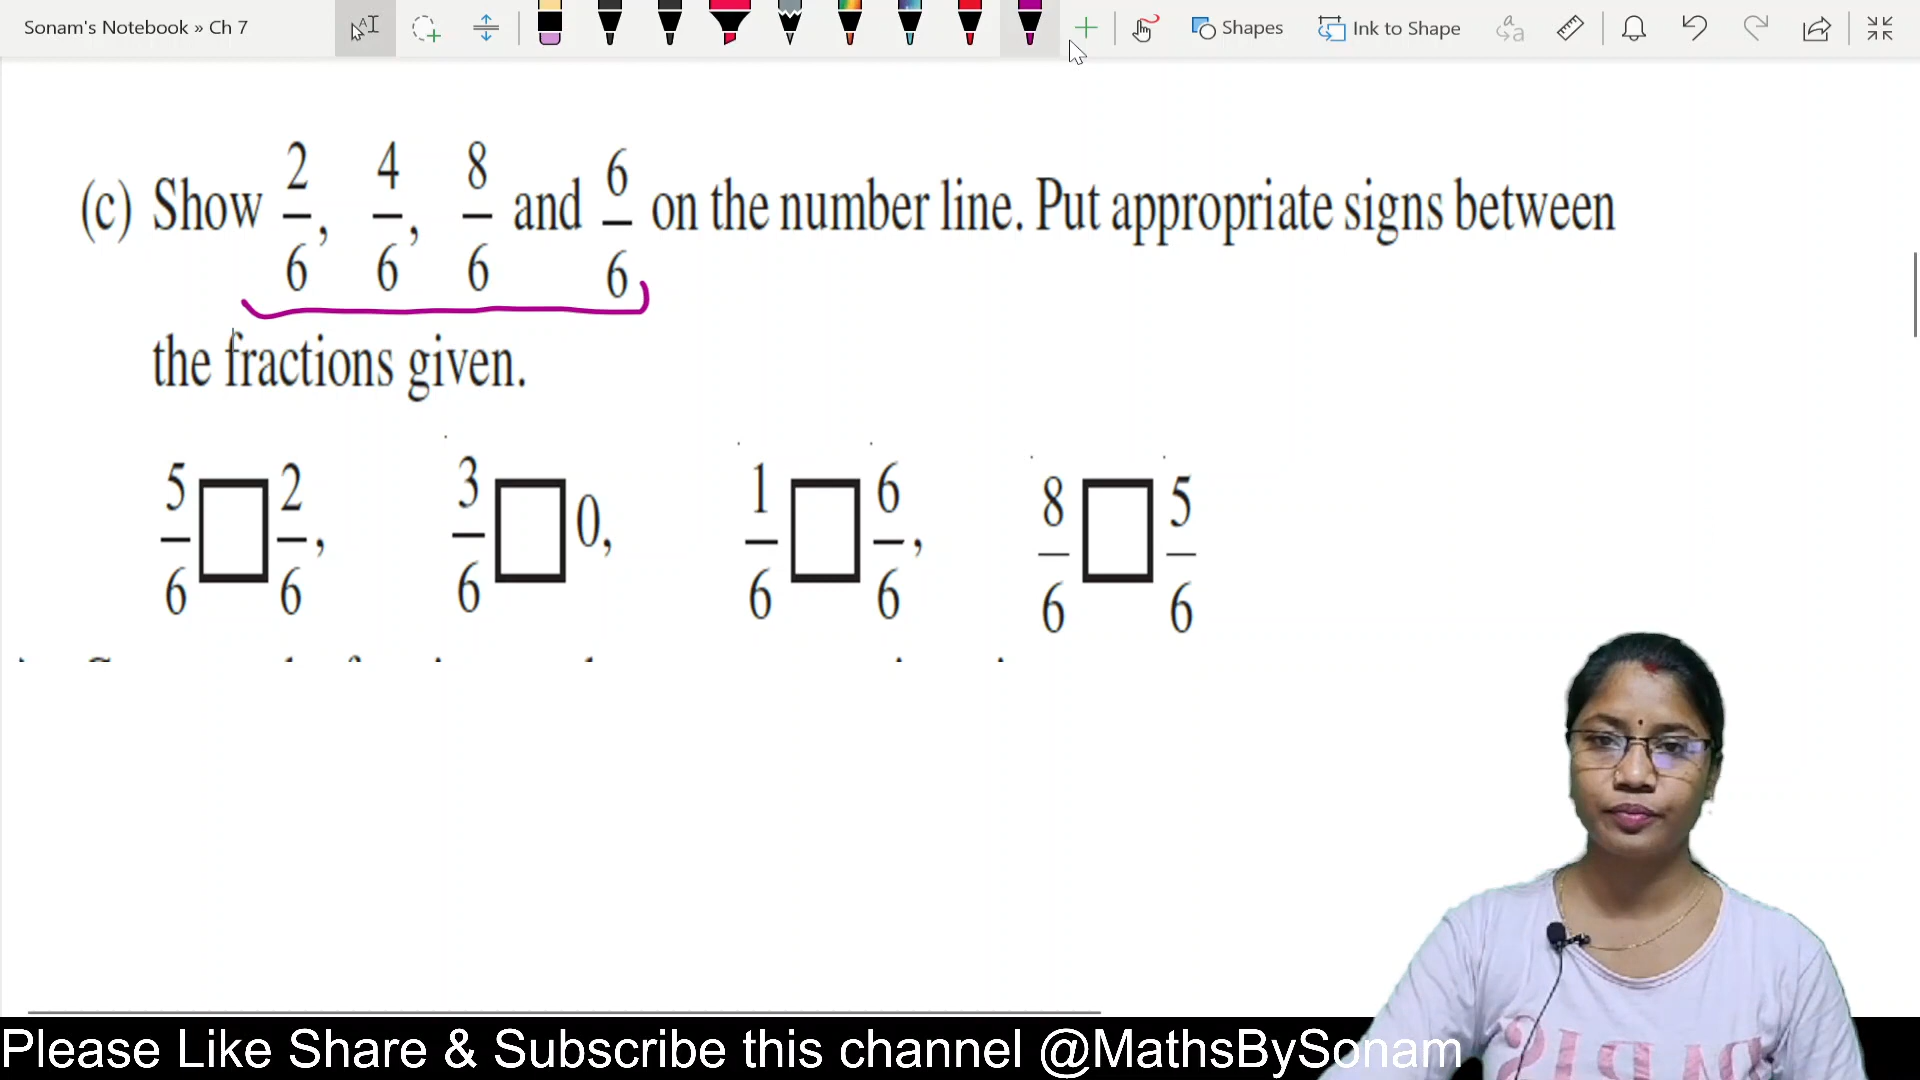 Sonam's Notebook » Ch 7
Shapes
Ink to Shape
(c) Show 2/6, 4/6, 8/6 and 6/6 on the number line. Put appropriate signs between
the fractions given.
5/6 □ 2/6, 3/6 □ 0, 1/6 □ 6/6, 8/6 □ 5/6
Please Like Share & Subscribe this channel @MathsBySonam